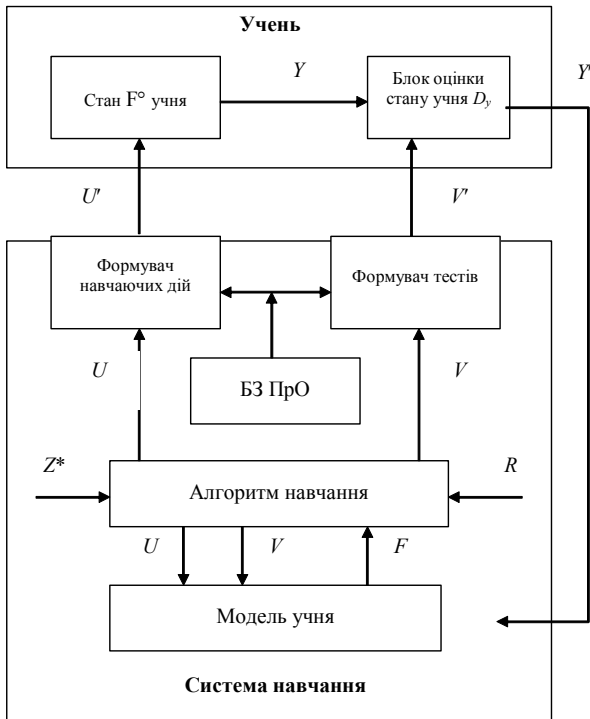 Учень
Y
Y'
Стан F° учня
Блок оцінки
стану учня Dy
U'
V'
Формувач
навчаючих дій
Формувач тестів
U
БЗ ПрО
V
Z*
Алгоритм навчання
R
U
V
F
Модель учня
Система навчання